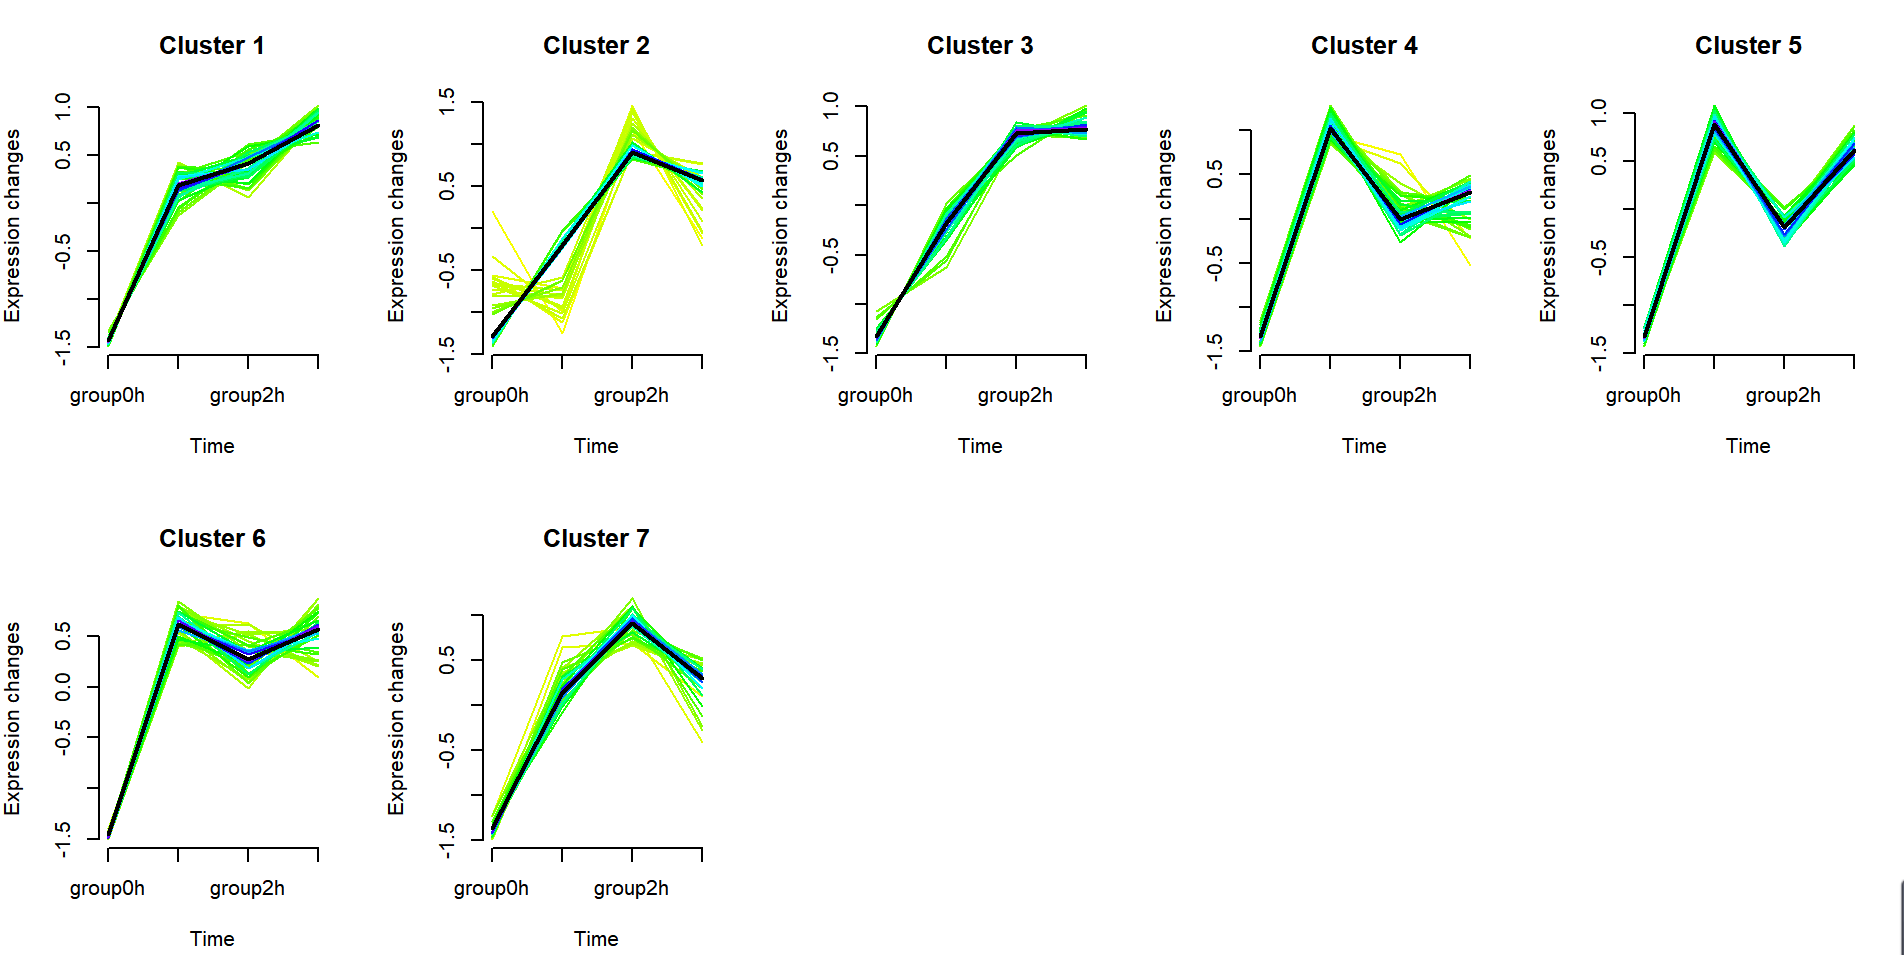 Cluster 1
Expression changes
-1.5 -0.5 0.5 1.0
group0h group2h
Time
Cluster 2
Expression changes
-1.5 -0.5 0.5 1.5
group0h group2h
Time
Cluster 3
Expression changes
-1.5 -0.5 0.5 1.0
group0h group2h
Time
Cluster 4
Expression changes
-1.5 -0.5 0.5
group0h group2h
Time
Cluster 5
Expression changes
-1.5 -0.5 0.5 1.0
group0h group2h
Time
Cluster 6
Expression changes
-1.5 -0.5 0.0 0.5
group0h group2h
Time
Cluster 7
Expression changes
-1.5 -0.5 0.5
group0h group2h
Time